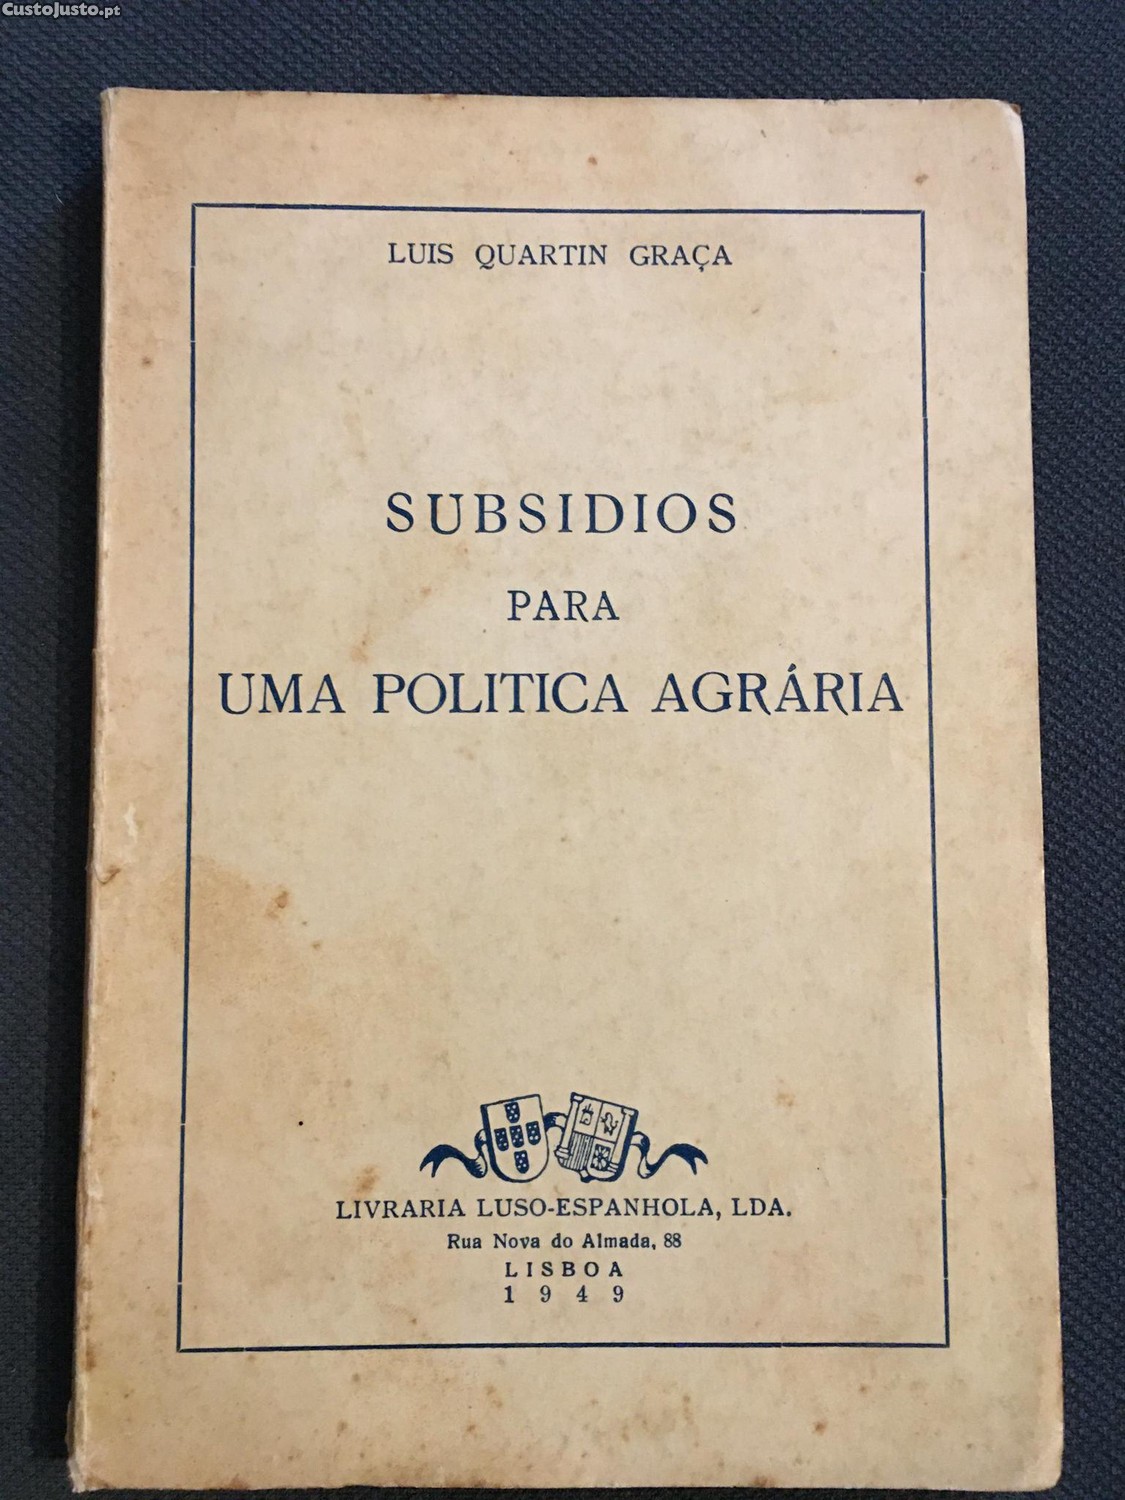 CustoJusto.pt
LUIS QUARTIN GRAÇA
SUBSIDIOS
PARA
UMA POLITICA AGRÁRIA
LIVRARIA LUSO-ESPANHOLA, LDA.
Rua Nova do Almada, 88
LISBOA
1949